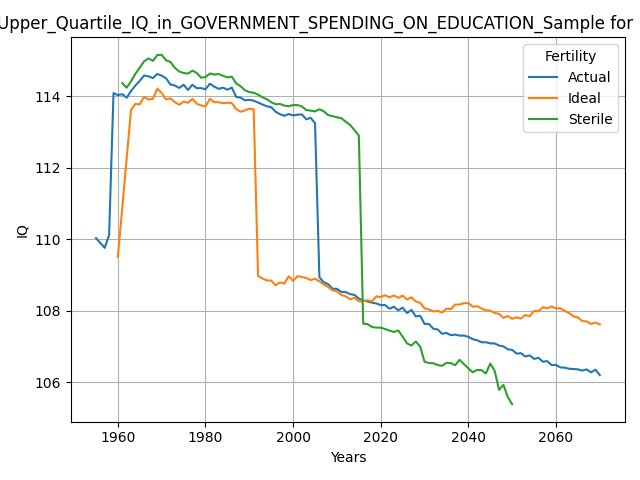 Upper_Quartile_IQ_in_GOVERNMENT_SPENDING_ON_EDUCATION_Sample for
Fertility
Actual
Ideal
Sterile
114
112
110
108
106
IQ
1960 1980 2000 2020 2040 2060
Years